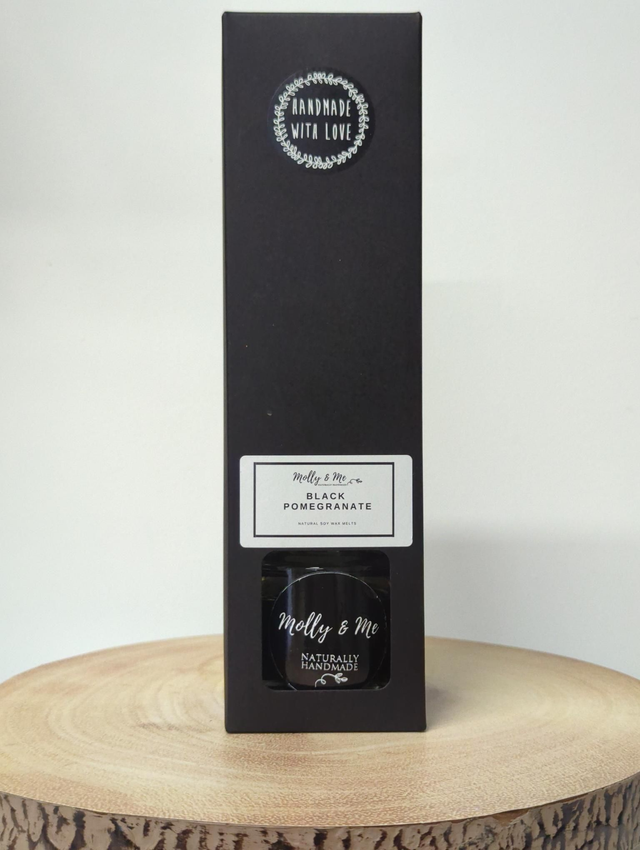 HANDMADE
WITH LOVE
Molly & Me
BLACK
POMEGRANATE
NATURAL SOY WAX MELTS
Molly & Me
NATURALLY
HANDMADE